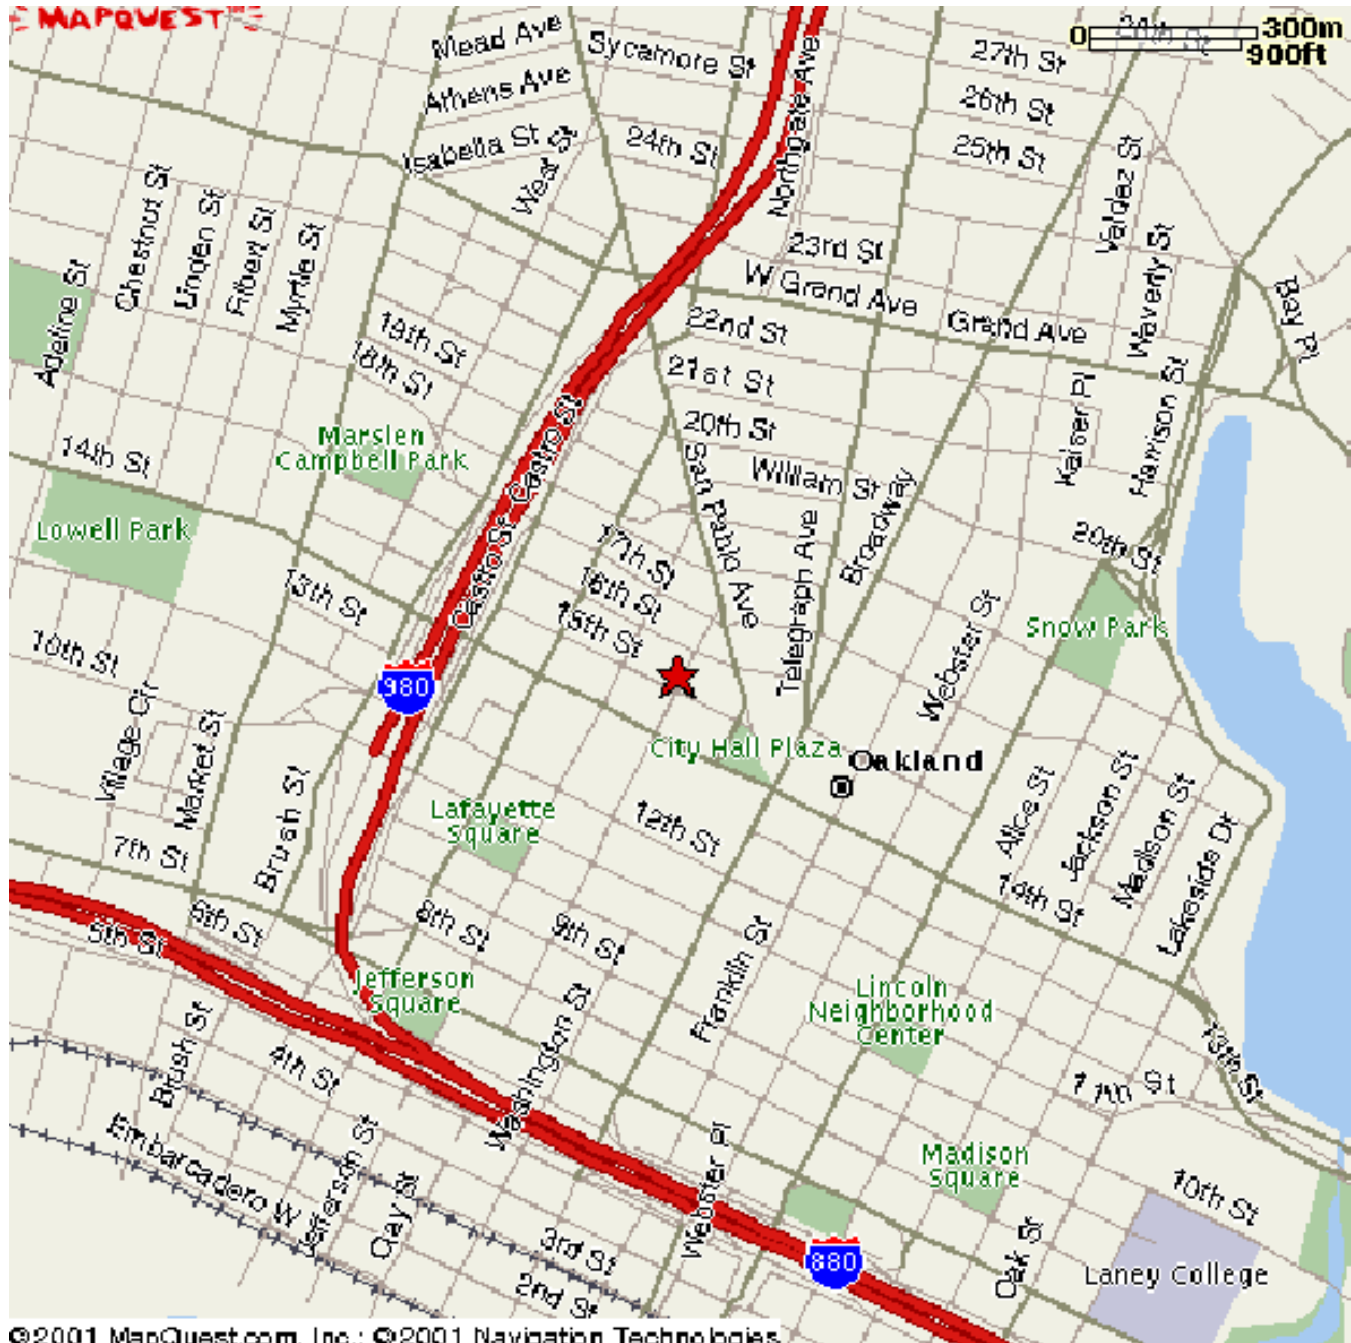 MAPQUEST
0 300m
900ft
Mead Ave
Sycamore St
27th St
Athens Ave
26th St
Isabella St
24th St
25th St
West St
Northgate Ave
Valdez St
Chestnut St
Linden St
Filbert St
Myrtle St
23rd St
Waverly St
Adeline St
W Grand Ave
Grand Ave
Bay Pl
19th St
22nd St
18th St
21st St
Kaiser Pl
Harrison St
Castro St
20th St
Marslen
Campbell Park
14th St
San Pablo Ave
William St
Broadway
Lowell Park
17th St
Telegraph Ave
20th St
Castro St
16th St
13th St
15th St
Webster St
Snow Park
10th St
980
Village Cir
Market St
City Hall Plaza
Oakland
Brush St
Lafayette
Square
12th St
Alice St
Jackson St
Madison St
Lakeside Dr
7th St
14th St
6th St
5th St
8th St
9th St
Franklin St
Jefferson
Square
Lincoln
Neighborhood
Center
Washington St
Brush St
4th St
11th St
13th St
Embarcadero W
Jefferson St
Clay St
Webster Pl
Madison
Square
10th St
3rd St
2nd St
880
Oak St
Laney College
©2001 MapQuest.com, Inc.; ©2001 Navigation Technologies